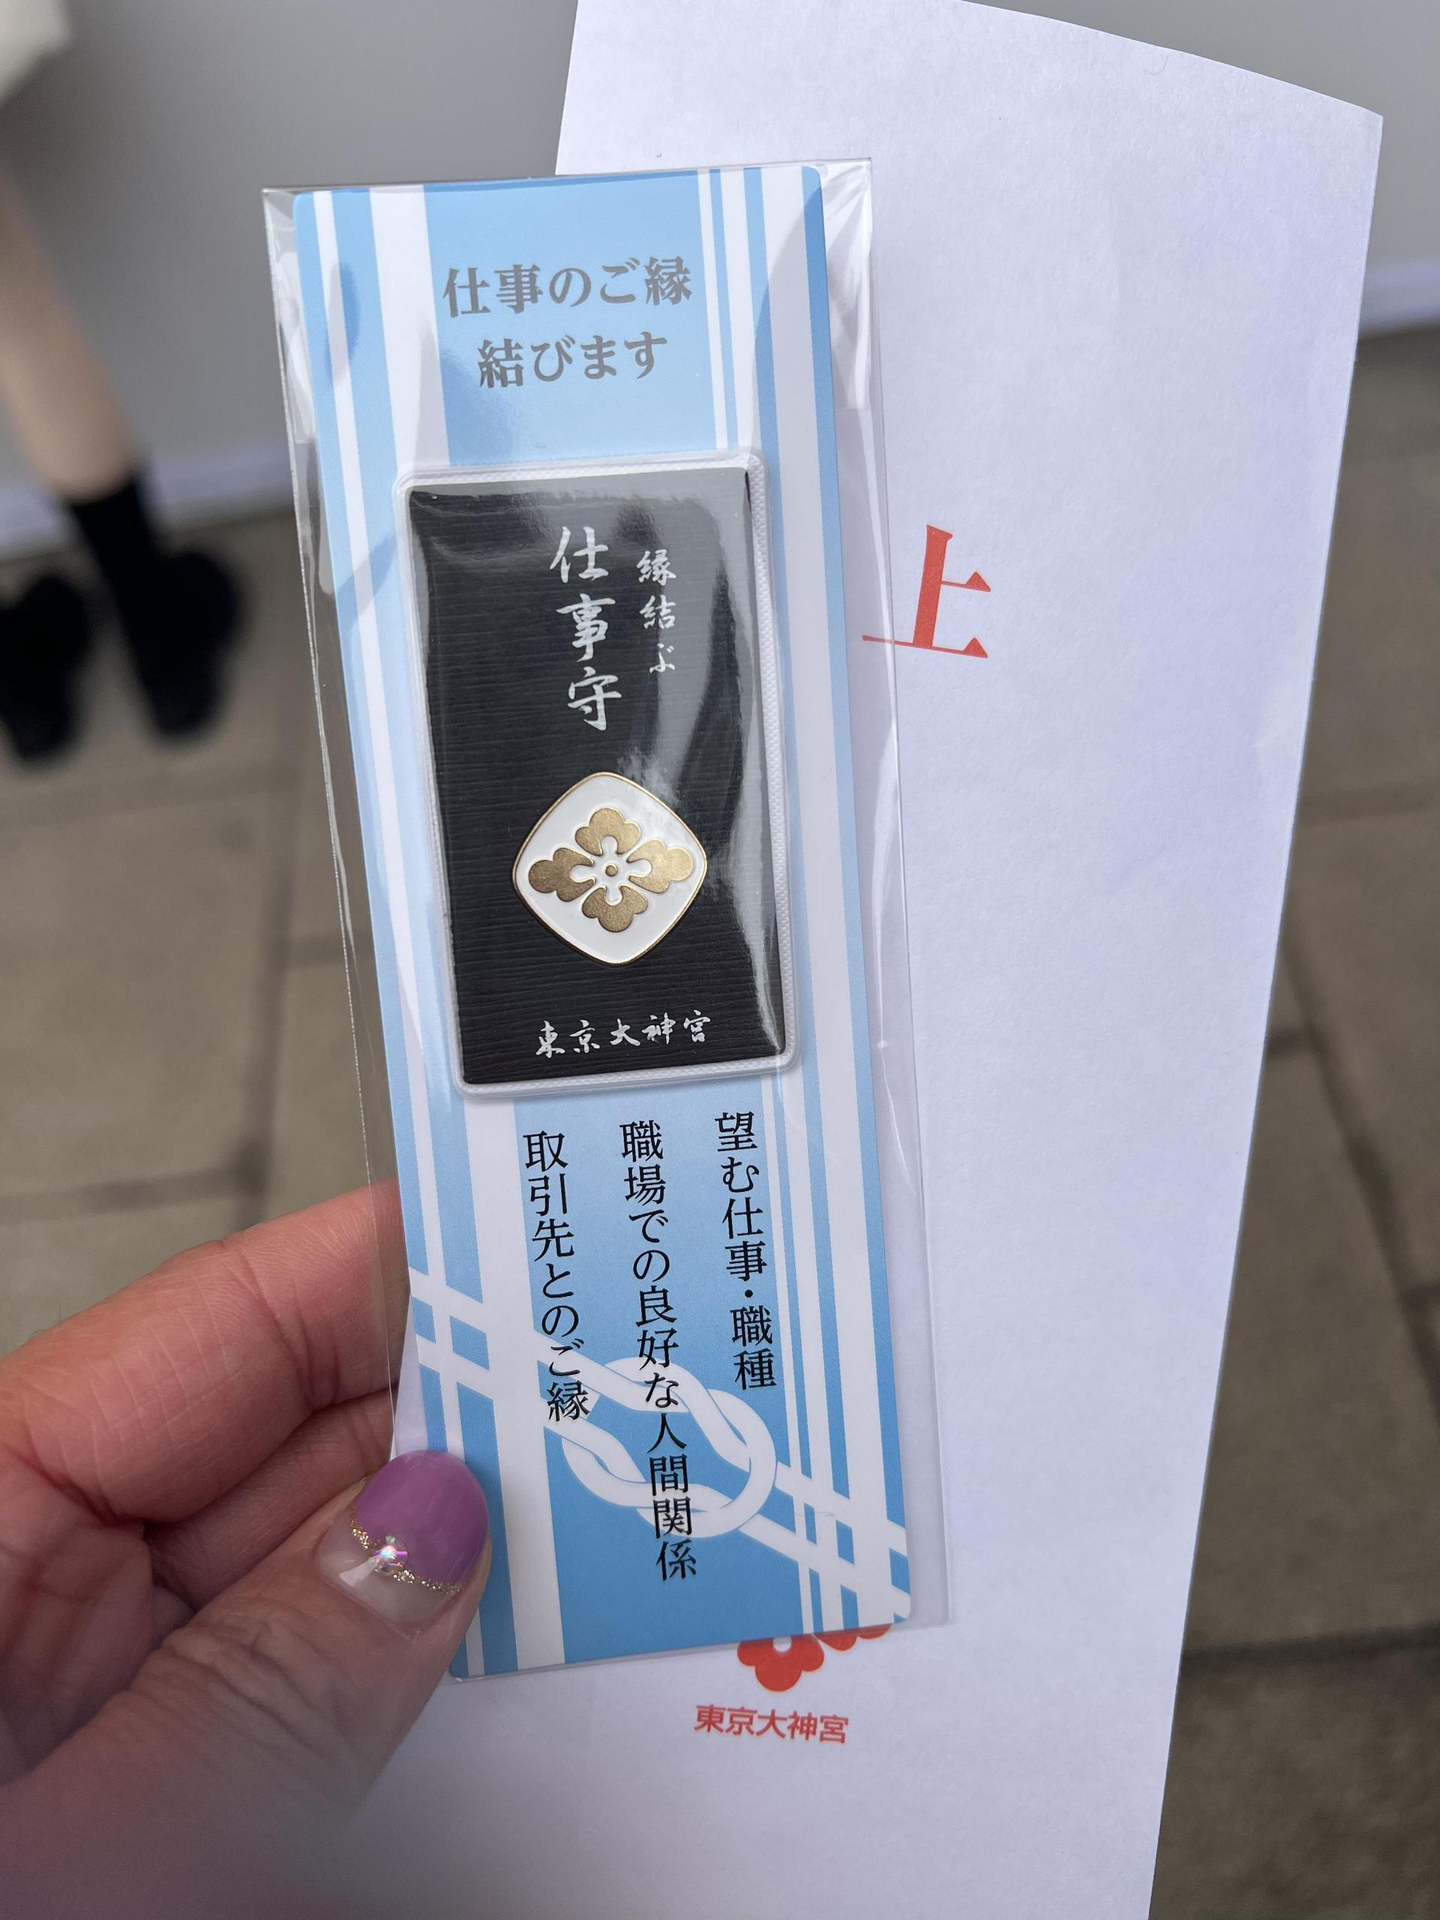 仕事のご縁
結びます
縁結ぶ
仕事守
東京大神宮
望む仕事・職種
職場での良好な人間関係
取引先とのご縁
上
東京大神宮